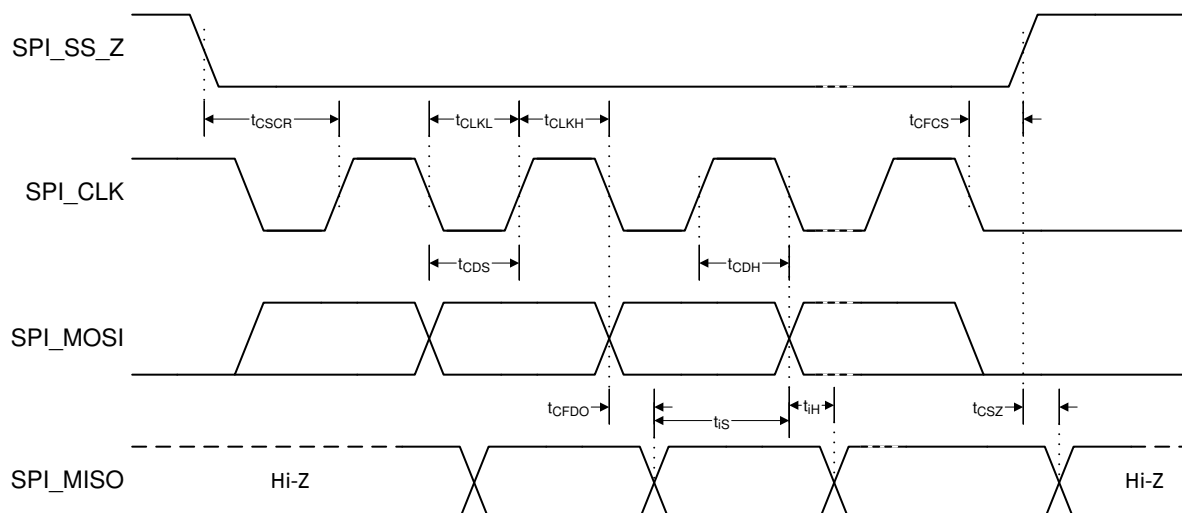 SPI_SS_Z
tCSCR
tCLKL
tCLKH
tCFCS
SPI_CLK
tCDS
tCDH
SPI_MOSI
tCFDO
tiS
tiH
tCSZ
SPI_MISO
Hi-Z
Hi-Z